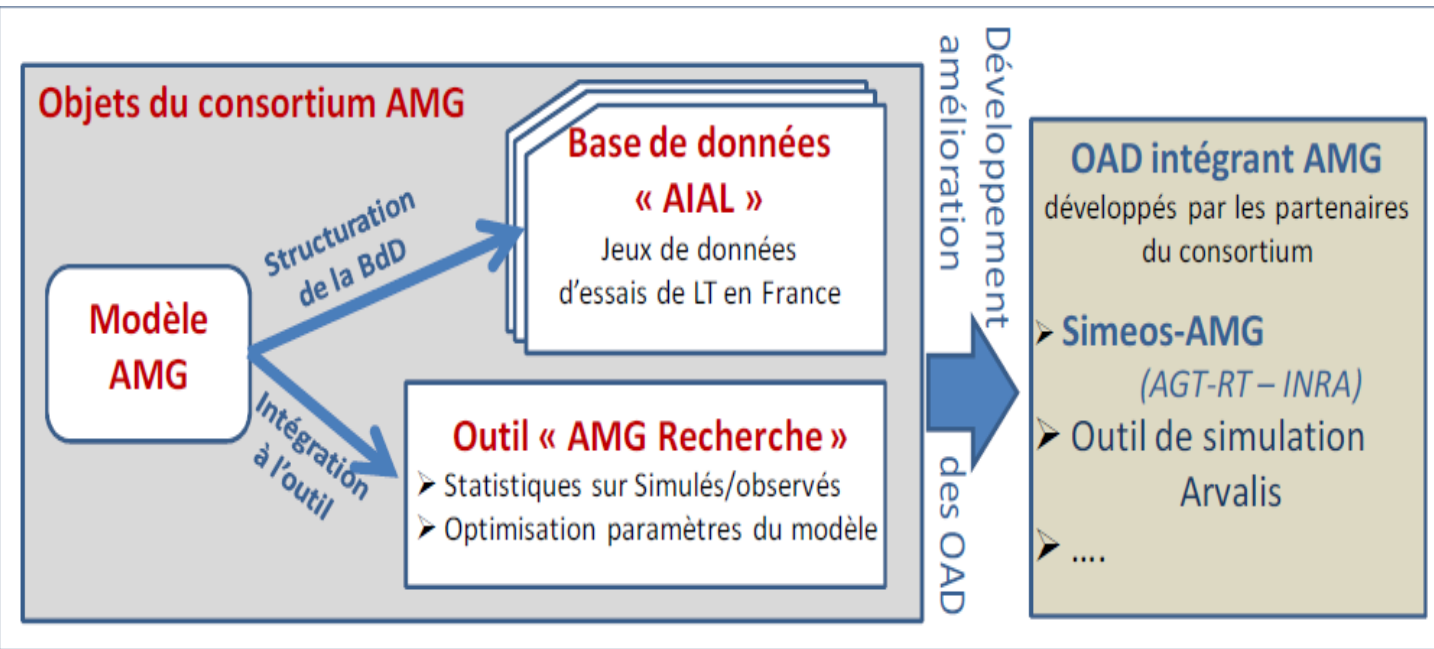 Objets du consortium AMG
Modèle
AMG
Structuration
de la BdD
Intégration
à l'outil
Base de données
« AIAL »
Jeux de données
d'essais de LT en France
Outil « AMG Recherche »
➢ Statistiques sur Simulés/observés
➢ Optimisation paramètres du modèle
Développement
amélioration
des OAD
OAD intégrant AMG
développés par les partenaires
du consortium
➢ Simeos-AMG
(AGT-RT – INRA)
➢ Outil de simulation
Arvalis
➢ ....